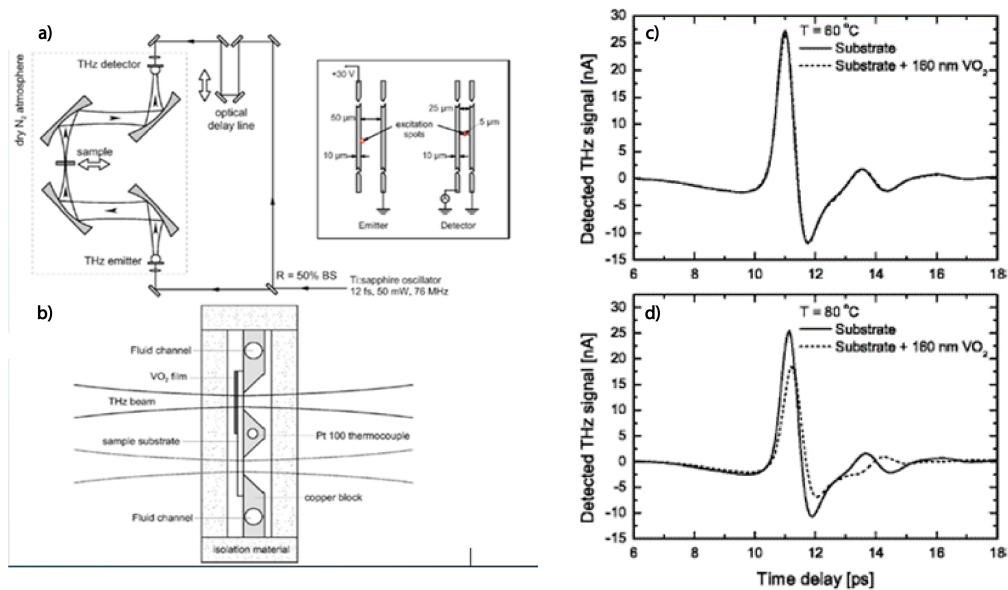 a)
dry N₂ atmosphere
THz detector
optical
delay line
sample
THz emitter
+30 V
50 µm
10 µm
excitation
spots
25 µm
5 µm
10 µm
A
Emitter
Detector
R = 50% BS
Ti:sapphire oscillator
12 fs, 50 mW, 76 MHz
b)
Fluid channel
VO₂ film
THz beam
sample substrate
Pt 100 thermocouple
copper block
Fluid channel
isolation material
c)
T = 60 °C
Substrate
Substrate + 160 nm VO₂
Detected THz signal [nA]
30
25
20
15
10
5
0
-5
-10
-15
6 8 10 12 14 16 18
d)
T = 80 °C
Substrate
Substrate + 160 nm VO₂
Detected THz signal [nA]
30
25
20
15
10
5
0
-5
-10
-15
6 8 10 12 14 16 18
Time delay [ps]